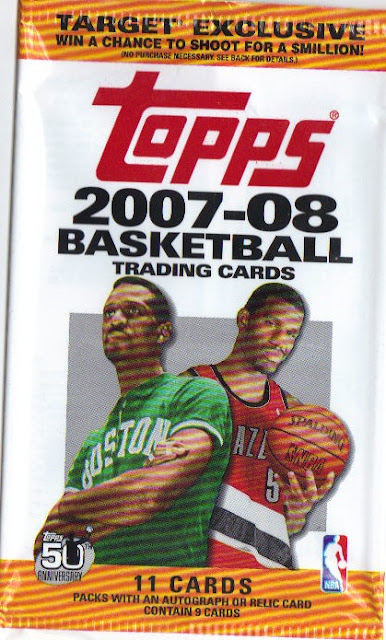 TARGET® EXCLUSIVE
WIN A CHANCE TO SHOOT FOR A $MILLION!
(NO PURCHASE NECESSARY. SEE BACK FOR DETAILS.)
Topps®
2007-08
BASKETBALL
TRADING CARDS
BOSTON
AZE
5
SPALDING
TOPPS
50TH
ANNIVERSARY
NBA
11 CARDS
PACKS WITH AN AUTOGRAPH OR RELIC CARD
CONTAIN 9 CARDS